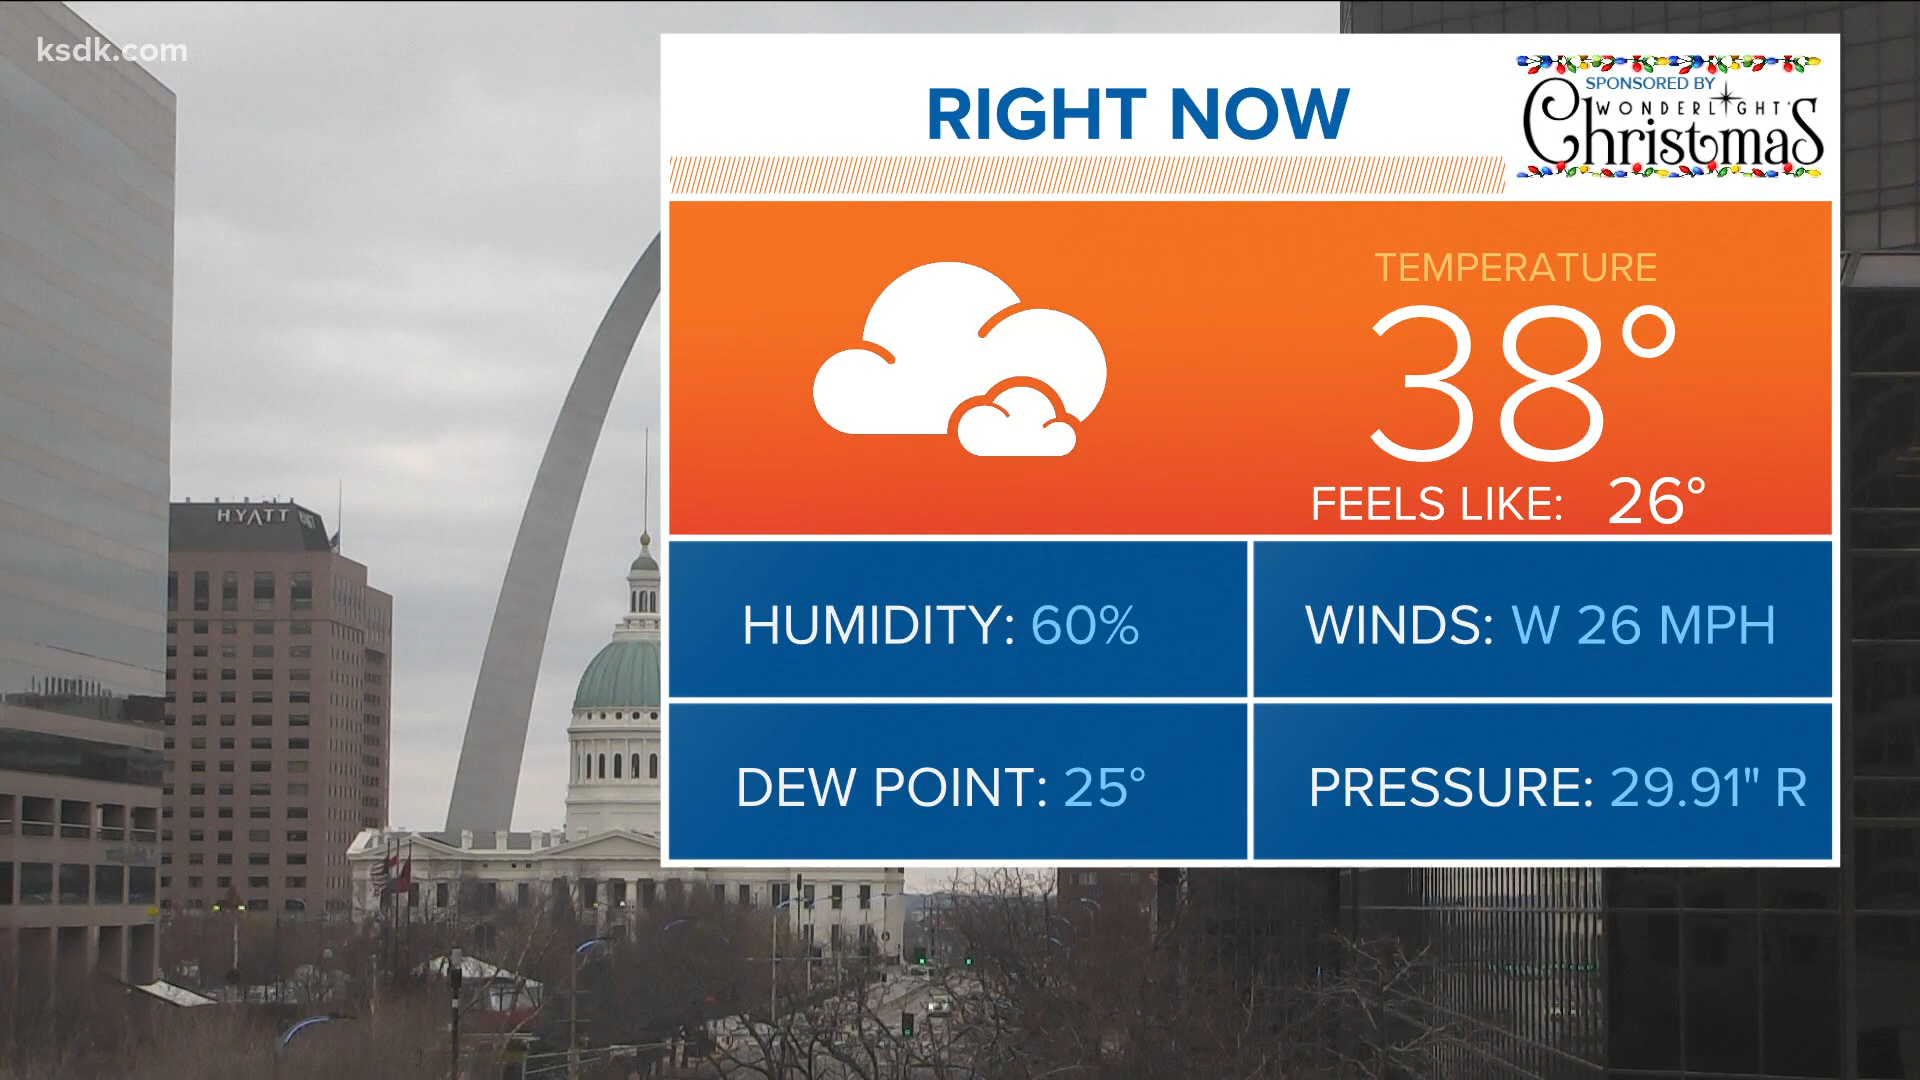 ksdk.com
RIGHT NOW
SPONSORED BY
WONDERLIGHT'S
Christmas
TEMPERATURE
38°
FEELS LIKE: 26°
HYATT
HUMIDITY: 60%
WINDS: W 26 MPH
DEW POINT: 25°
PRESSURE: 29.91" R